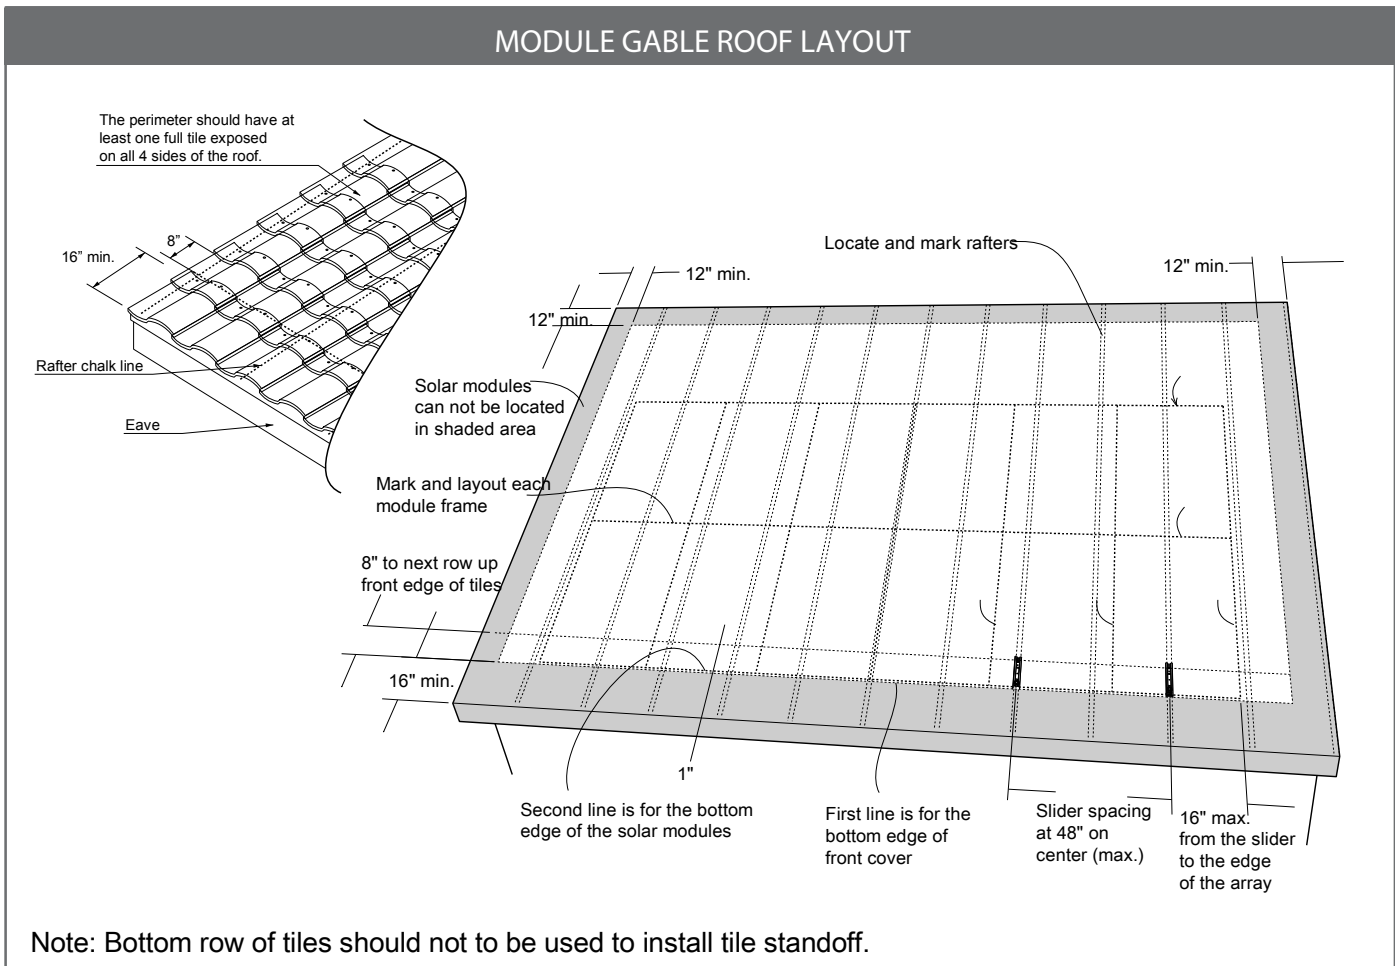 MODULE GABLE ROOF LAYOUT
The perimeter should have at
least one full tile exposed
on all 4 sides of the roof.
8”
16” min.
Rafter chalk line
Eave
Locate and mark rafters
12" min.
12" min.
12" min.
Solar modules
can not be located
in shaded area
Mark and layout each
module frame
8" to next row up
front edge of tiles
16" min.
1"
Second line is for the bottom
edge of the solar modules
First line is for the
bottom edge of
front cover
Slider spacing
at 48" on
center (max.)
16" max.
from the slider
to the edge
of the array
Note: Bottom row of tiles should not to be used to install tile standoff.